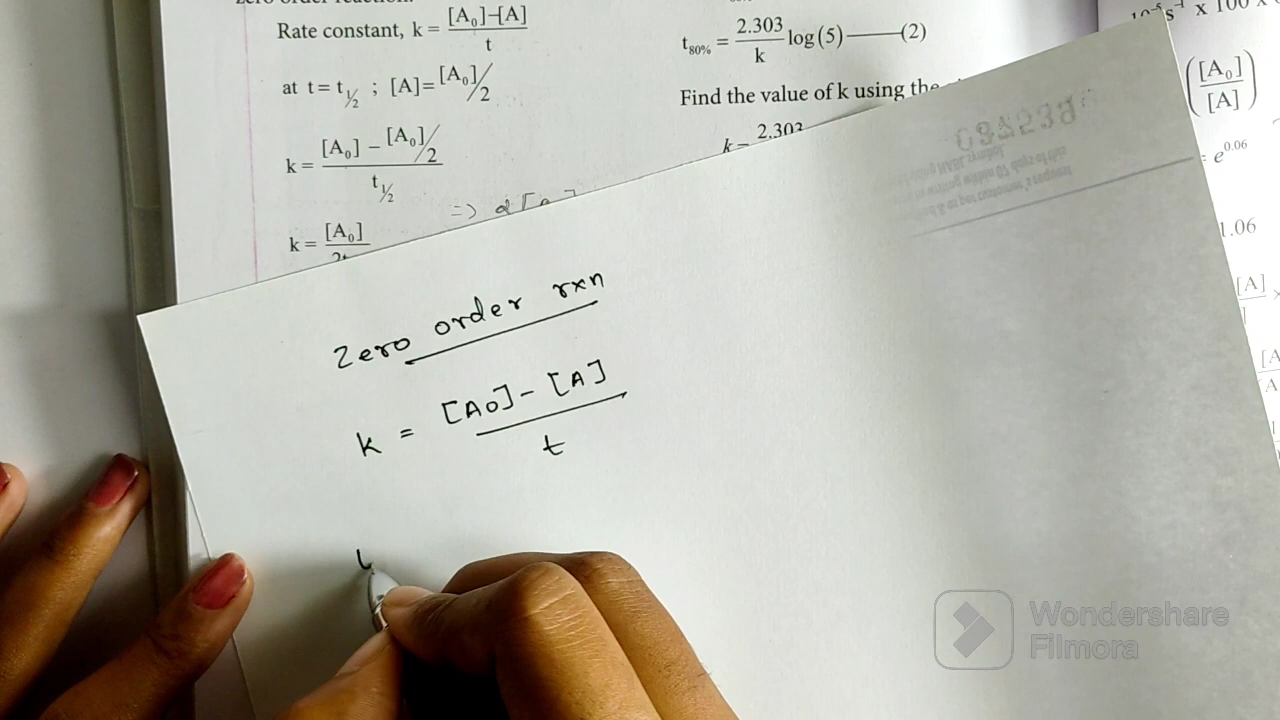 Rate constant, k = [A₀]-[A] / t
at t = t½ ; [A] = [A₀]/2
k = [A₀] - [A₀]/2 / t½
k = [A₀]
t80% = 2.303 / k log (5) ——(2)
Find the value of k using the
k = 2.303
([A₀] / [A])
e^0.06
1.06
Zero order rxn
k = [A0] - [A] / t
Wondershare
Filmora